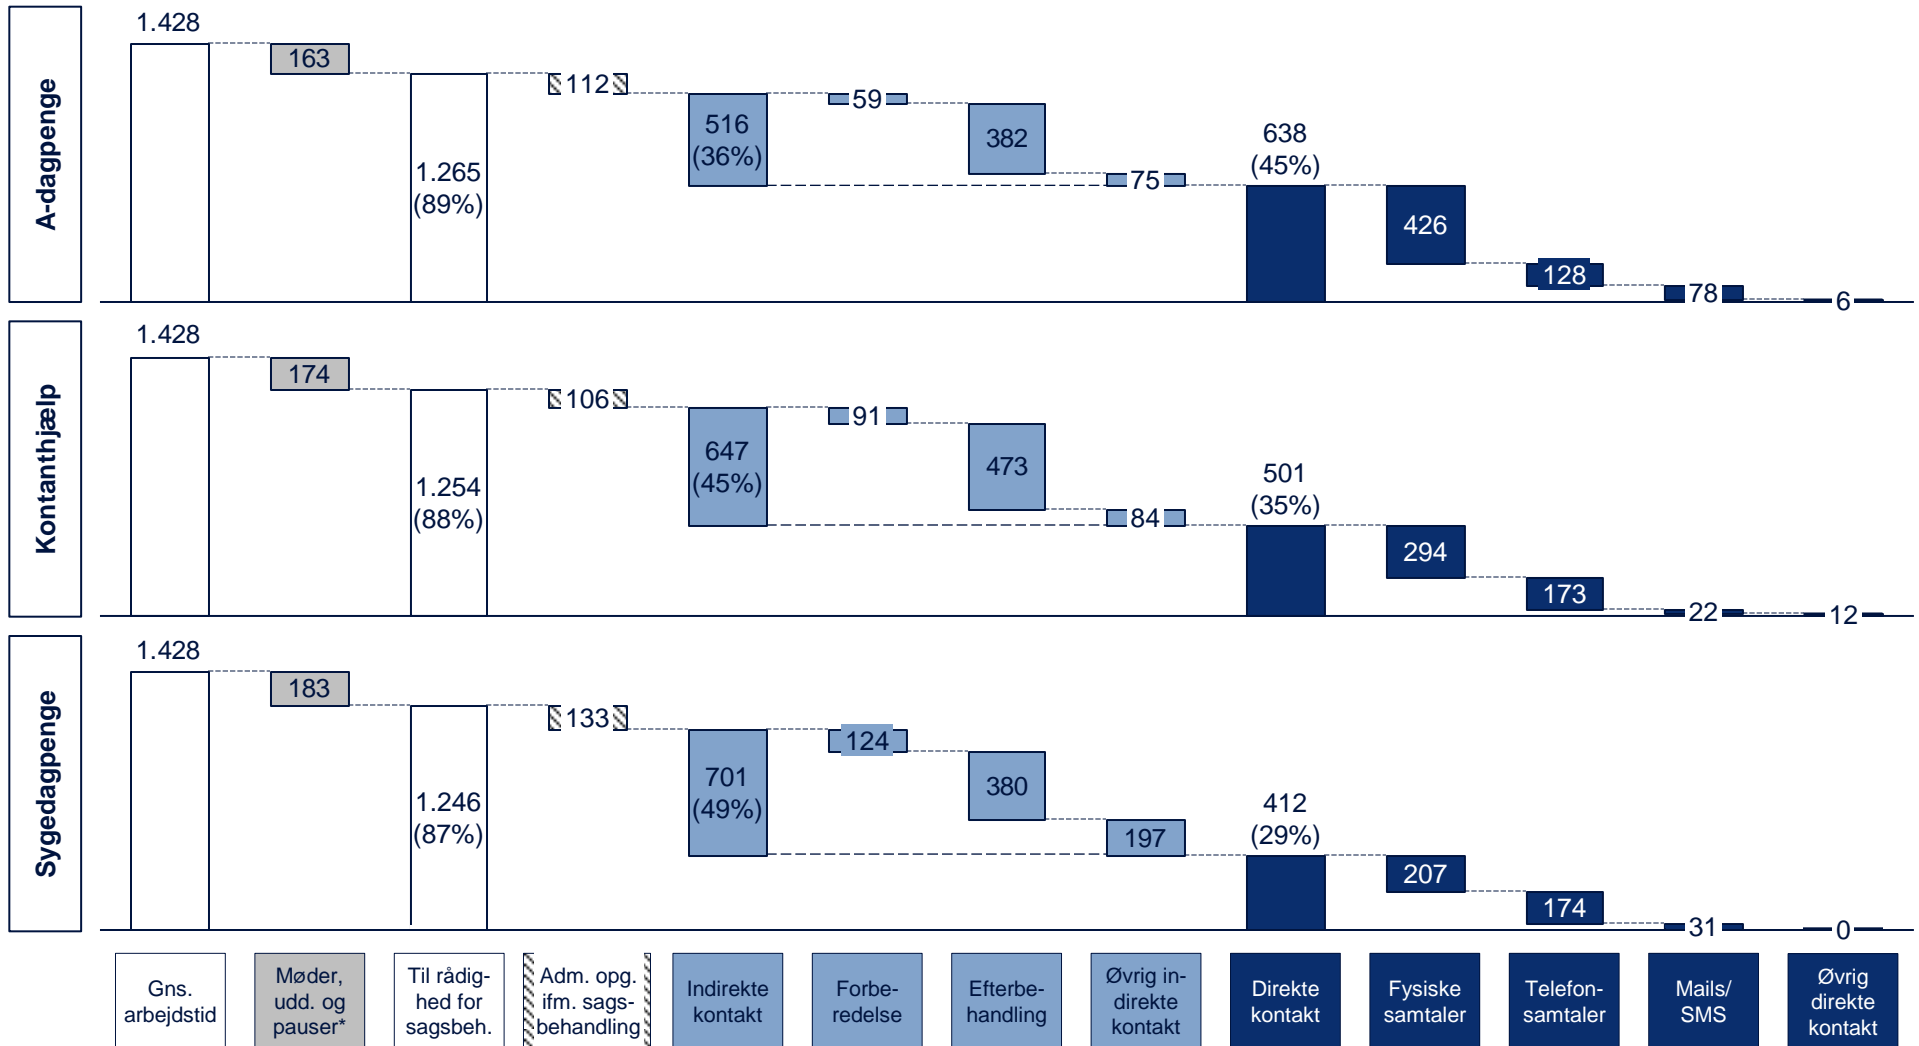 A-dagpenge
1.428
163
1.265
(89%)
112
516
(36%)
59
382
75
638
(45%)
426
128
78
6
Kontanthjælp
1.428
174
1.254
(88%)
106
647
(45%)
91
473
84
501
(35%)
294
173
22
12
Sygedagpenge
1.428
183
1.246
(87%)
133
701
(49%)
124
380
197
412
(29%)
207
174
31
0
Gns.
arbejdstid
Møder,
udd. og
pauser*
Til rådig-
hed for
sagsbeh.
Adm. opg.
ifm. sags-
behandling
Indirekte
kontakt
Forbe-
redelse
Efterbe-
handling
Øvrig in-
direkte
kontakt
Direkte
kontakt
Fysiske
samtaler
Telefon-
samtaler
Mails/
SMS
Øvrig
direkte
kontakt